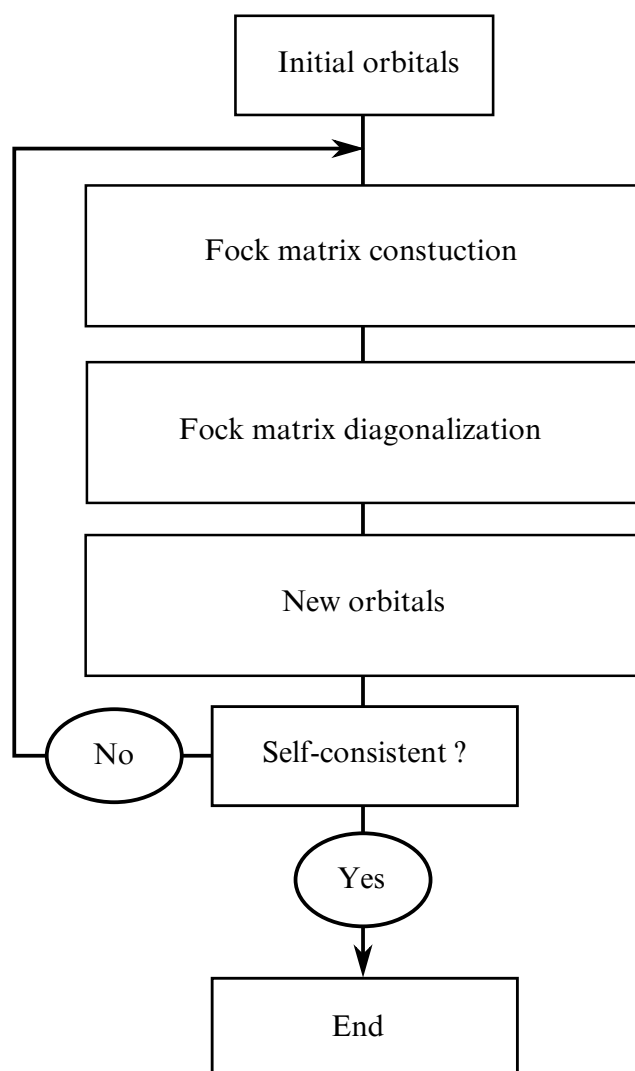 Initial orbitals
Fock matrix constuction
Fock matrix diagonalization
New orbitals
No
Self-consistent ?
Yes
End